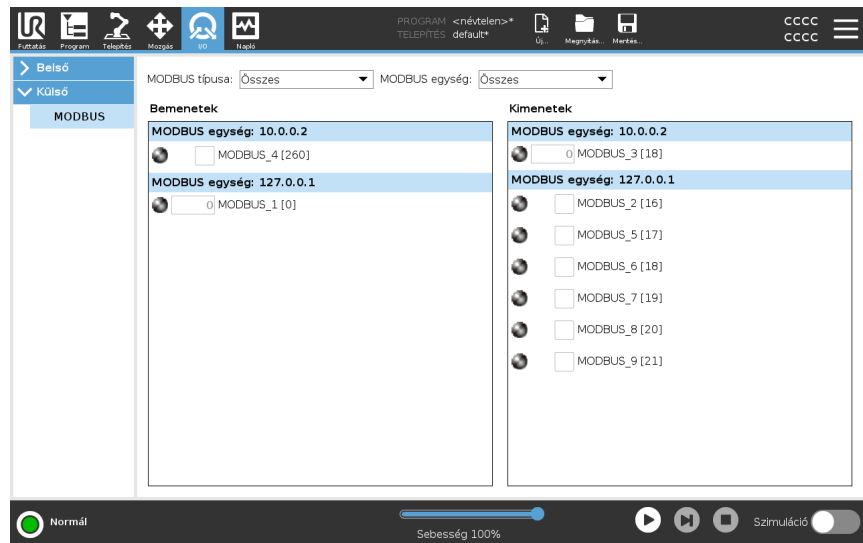 PROGRAM <névtelen>*
TELEPÍTÉS default*
CCCC
CCCC
Futtatás Program Telepítés Mozgás I/O Napló Új... Megnyitás... Mentés...
Belső
Külső
MODBUS
MODBUS típusa: Összes MODBUS egység: Összes
Bemenetek
MODBUS egység: 10.0.0.2
MODBUS_4 [260]
MODBUS egység: 127.0.0.1
0 MODBUS_1 [0]
Kimenetek
MODBUS egység: 10.0.0.2
0 MODBUS_3 [18]
MODBUS egység: 127.0.0.1
MODBUS_2 [16]
MODBUS_5 [17]
MODBUS_6 [18]
MODBUS_7 [19]
MODBUS_8 [20]
MODBUS_9 [21]
Normál
Sebesség 100%
Szimuláció